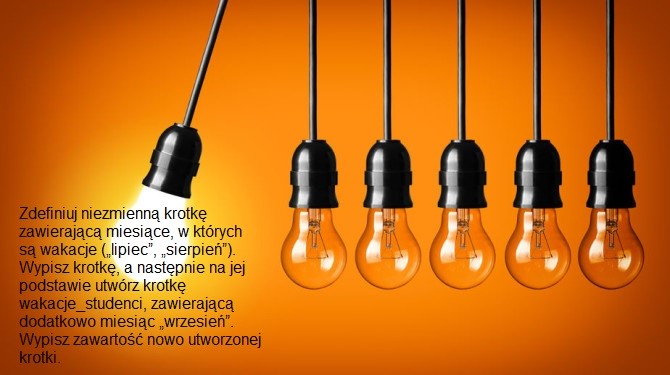 Zdefiniuj niezmienną krotkę
zawierającą miesiące, w których
są wakacje („lipiec”, „sierpień”).
Wypisz krotkę, a następnie na jej
podstawie utwórz krotkę
wakacje_studenci, zawierającą
dodatkowo miesiąc „wrzesień”.
Wypisz zawartość nowo utworzonej
krotki.